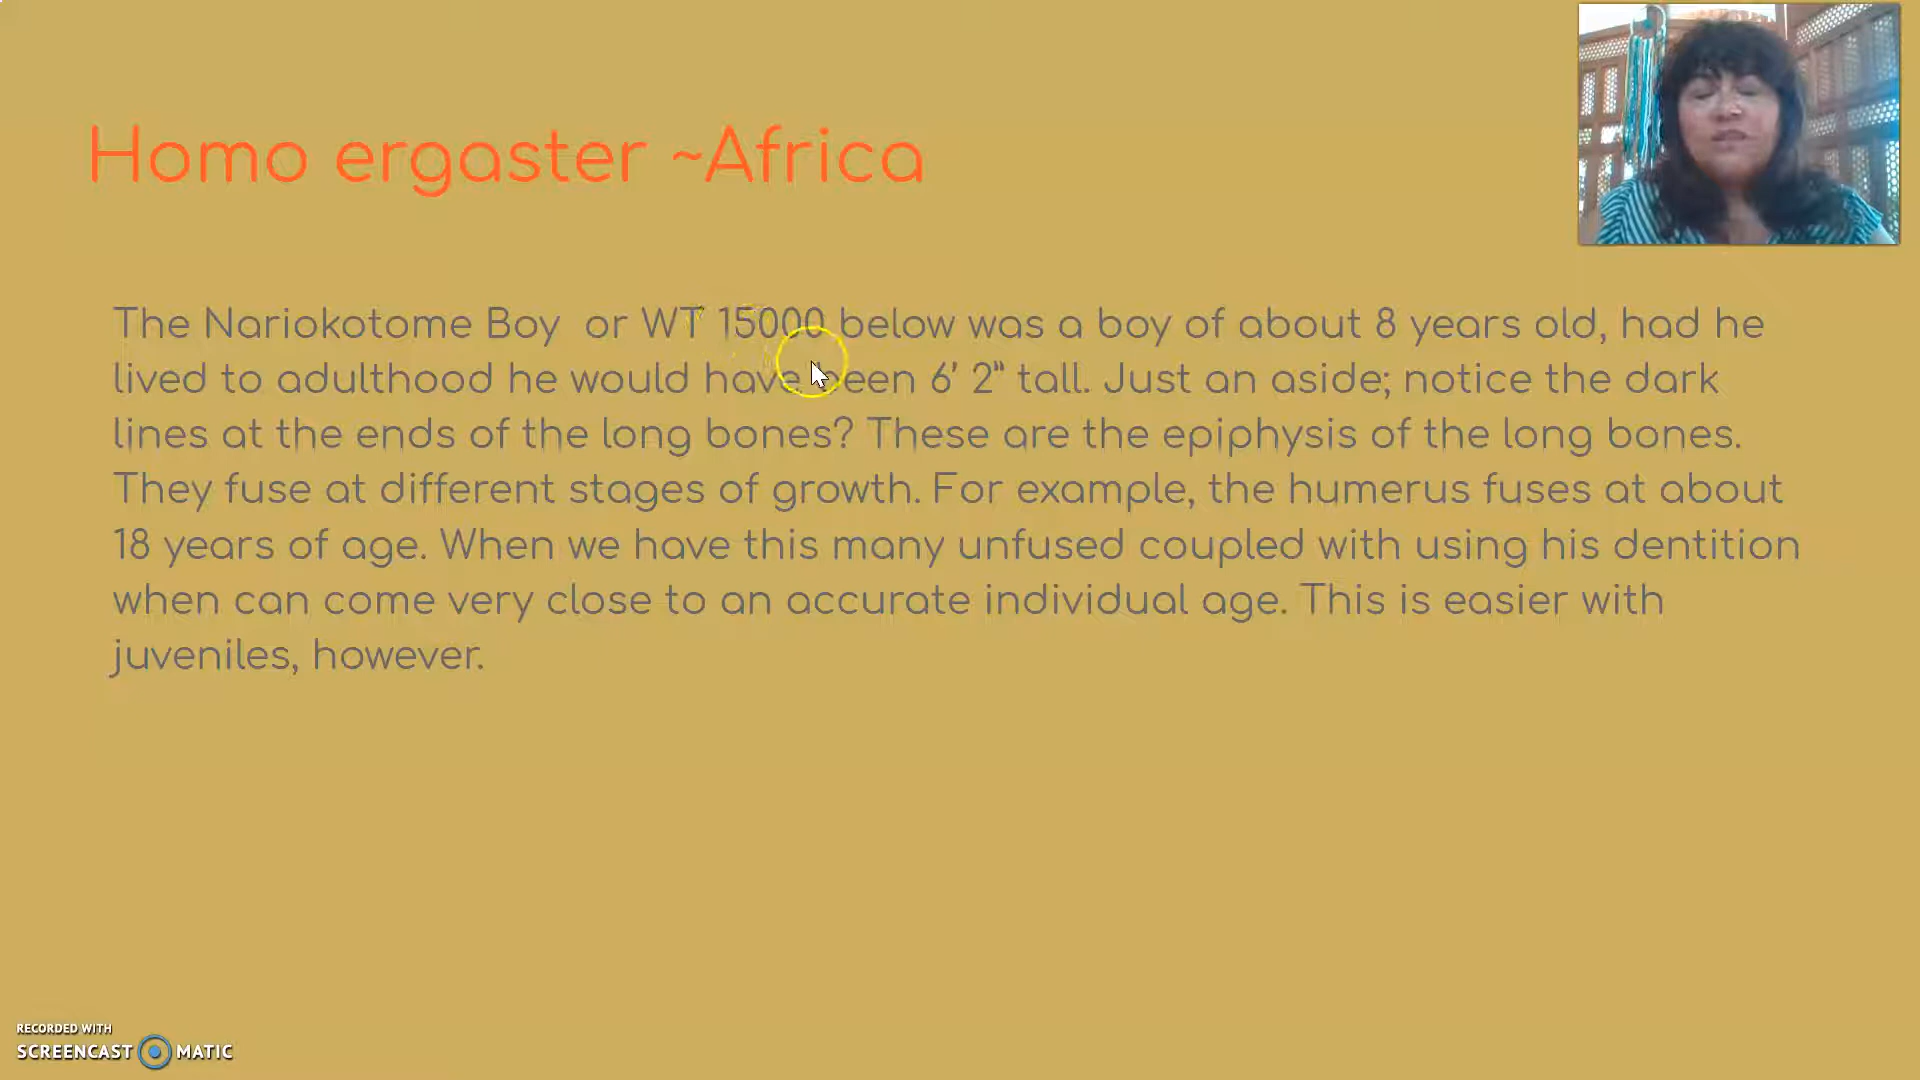 Homo ergaster ~Africa
The Nariokotome Boy or WT 15000 below was a boy of about 8 years old, had he
lived to adulthood he would have been 6’ 2” tall. Just an aside; notice the dark
lines at the ends of the long bones? These are the epiphysis of the long bones.
They fuse at different stages of growth. For example, the humerus fuses at about
18 years of age. When we have this many unfused coupled with using his dentition
when can come very close to an accurate individual age. This is easier with
juveniles, however.
RECORDED WITH
SCREENCAST MATIC